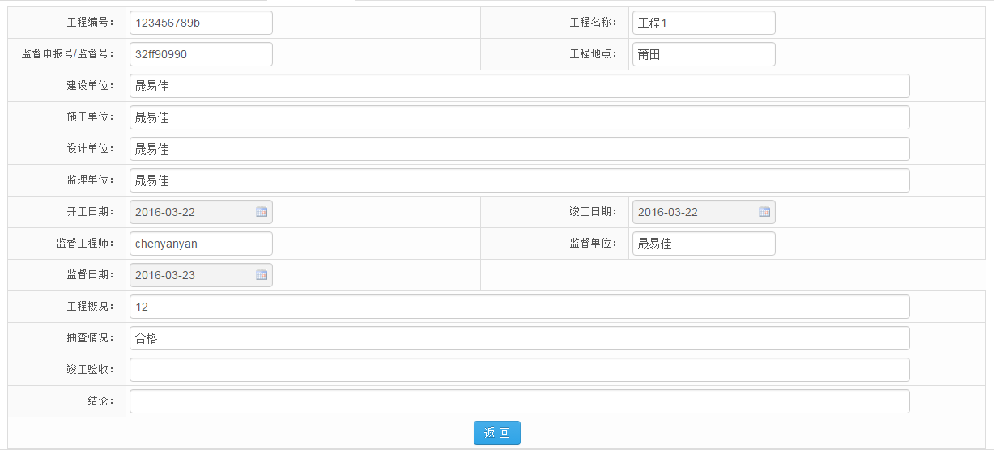 工程编号： 123456789b 工程名称： 工程1
监督申报号/监督号： 32ff90990 工程地点： 莆田
建设单位： 晟易佳
施工单位： 晟易佳
设计单位： 晟易佳
监理单位： 晟易佳
开工日期： 2016-03-22 竣工日期： 2016-03-22
监督工程师： chenyanyan 监督单位： 晟易佳
监督日期： 2016-03-23
工程概况： 12
抽查情况： 合格
竣工验收：
结论：
返 回